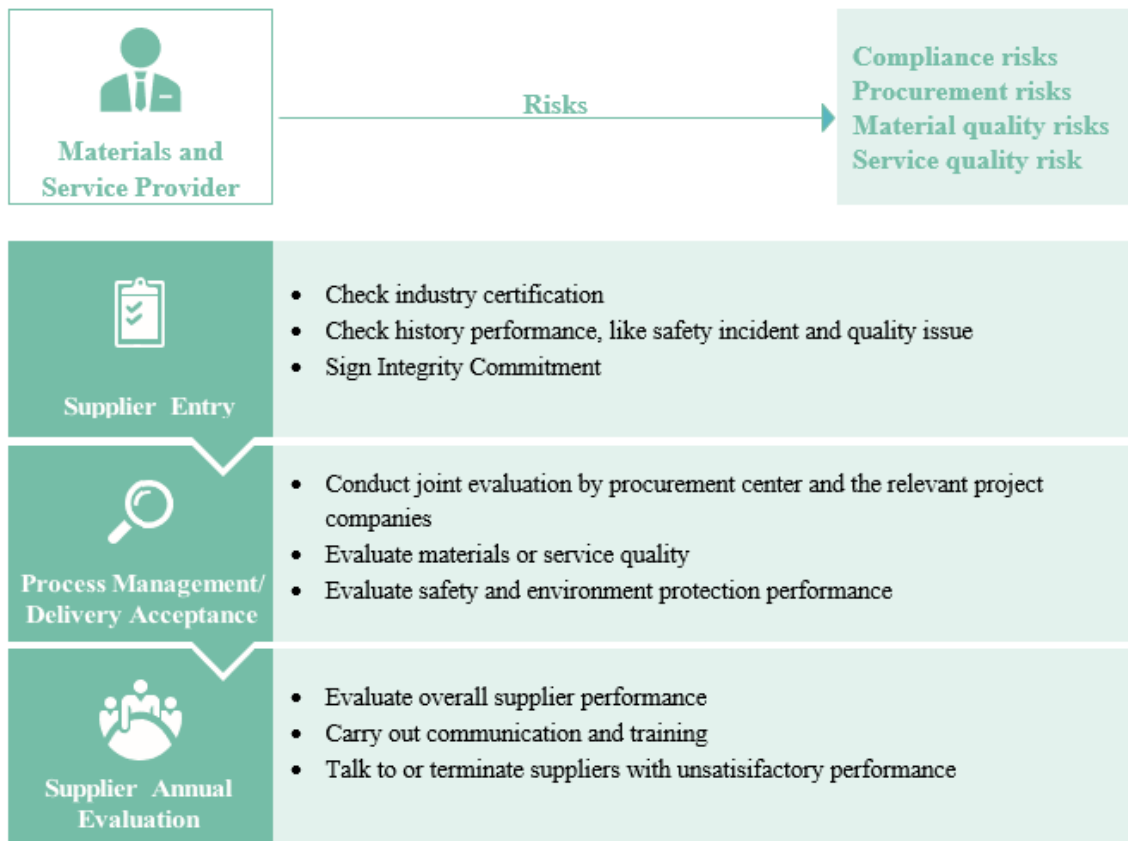 Materials and
Service Provider
Risks
Compliance risks
Procurement risks
Material quality risks
Service quality risk
Supplier Entry
• Check industry certification
• Check history performance, like safety incident and quality issue
• Sign Integrity Commitment
Process Management/
Delivery Acceptance
• Conduct joint evaluation by procurement center and the relevant project
companies
• Evaluate materials or service quality
• Evaluate safety and environment protection performance
Supplier Annual
Evaluation
• Evaluate overall supplier performance
• Carry out communication and training
• Talk to or terminate suppliers with unsatisifactory performance